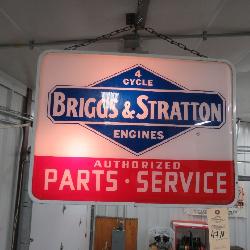 4
CYCLE
BRIGGS & STRATTON
ENGINES
AUTHORIZED
PARTS · SERVICE